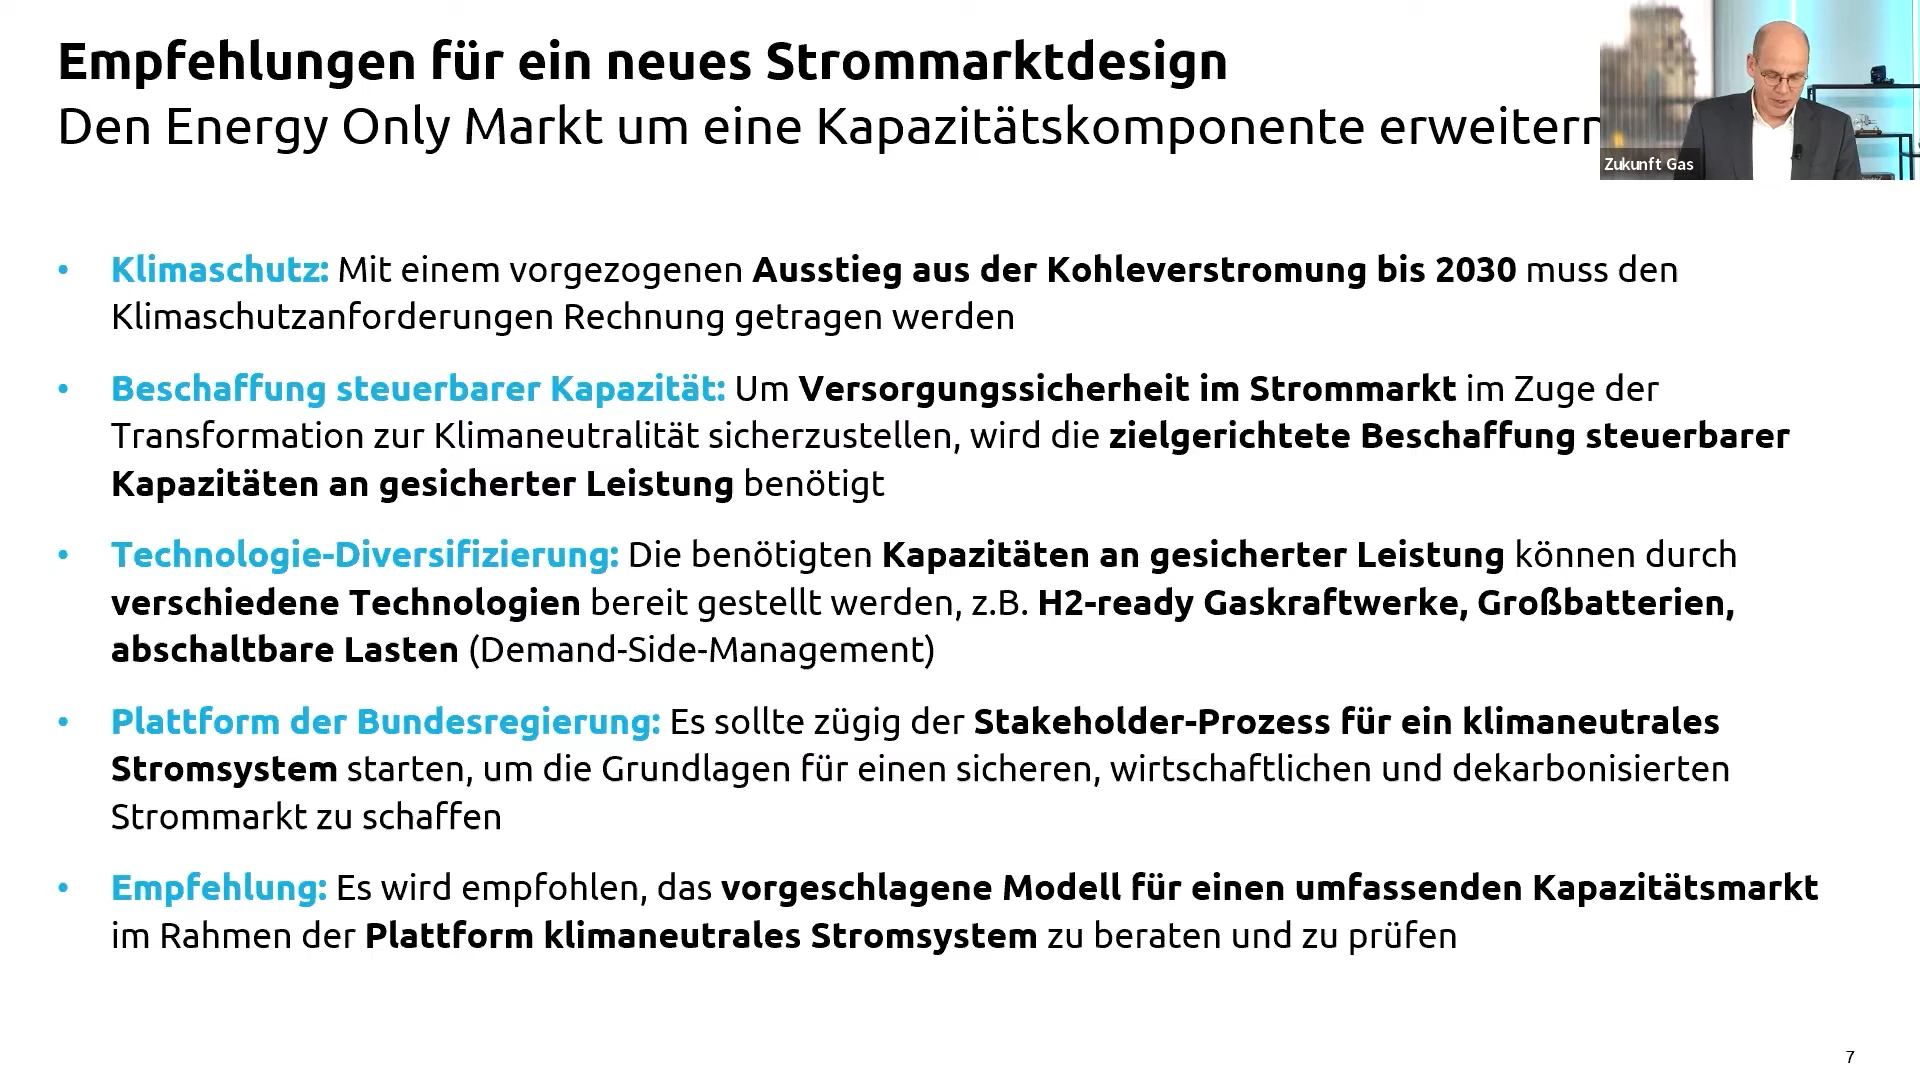 Empfehlungen für ein neues Strommarktdesign
Den Energy Only Markt um eine Kapazitätskomponente erweitern
Zukunft Gas
• Klimaschutz: Mit einem vorgezogenen Ausstieg aus der Kohleverstromung bis 2030 muss den
Klimaschutzanforderungen Rechnung getragen werden
• Beschaffung steuerbarer Kapazität: Um Versorgungssicherheit im Strommarkt im Zuge der
Transformation zur Klimaneutralität sicherzustellen, wird die zielgerichtete Beschaffung steuerbarer
Kapazitäten an gesicherter Leistung benötigt
• Technologie-Diversifizierung: Die benötigten Kapazitäten an gesicherter Leistung können durch
verschiedene Technologien bereit gestellt werden, z.B. H2-ready Gaskraftwerke, Großbatterien,
abschaltbare Lasten (Demand-Side-Management)
• Plattform der Bundesregierung: Es sollte zügig der Stakeholder-Prozess für ein klimaneutrales
Stromsystem starten, um die Grundlagen für einen sicheren, wirtschaftlichen und dekarbonisierten
Strommarkt zu schaffen
• Empfehlung: Es wird empfohlen, das vorgeschlagene Modell für einen umfassenden Kapazitätsmarkt
im Rahmen der Plattform klimaneutrales Stromsystem zu beraten und zu prüfen
7